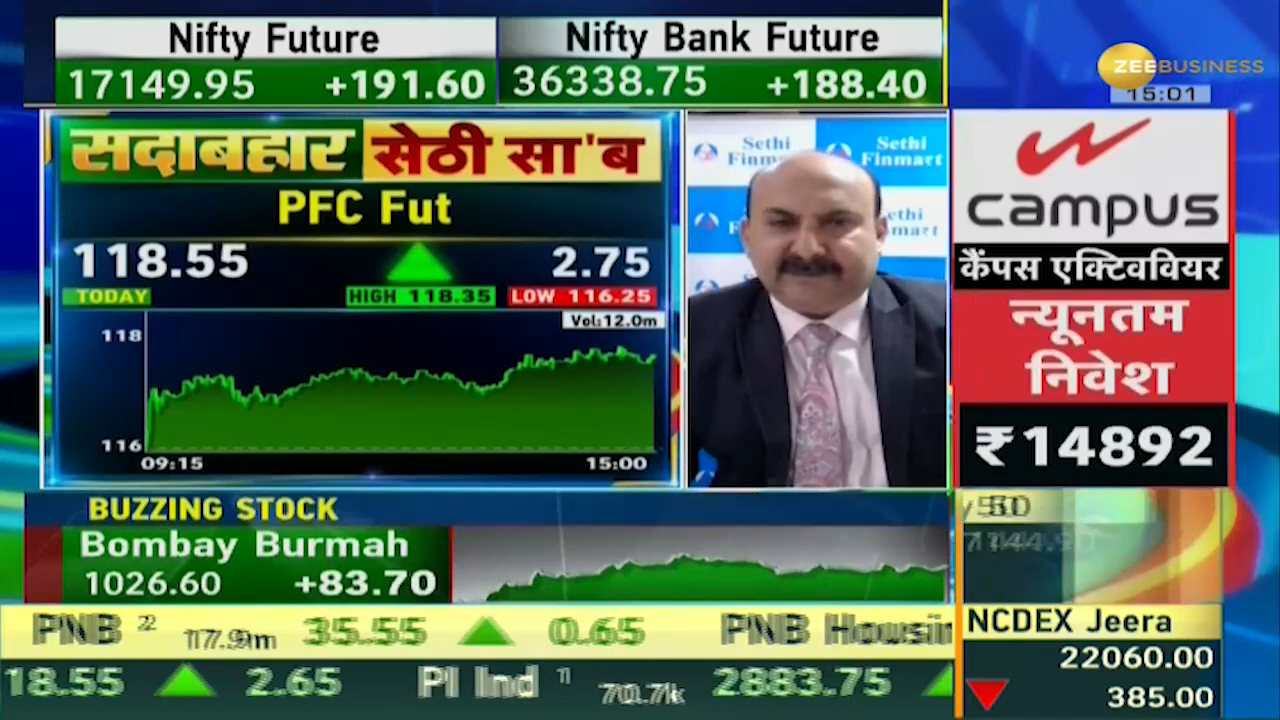 Nifty Future
17149.95 +191.60
Nifty Bank Future
36338.75 +188.40
ZEEBUSINESS
15:01
सदाबहार सेठी सा'ब
PFC Fut
118.55 2.75
TODAY HIGH 118.35 LOW 116.25
Vol:12.0m
118
116
09:15 15:00
Sethi Sethi
Finmart
campus
कैंपस एक्टिववियर
न्यूनतम
निवेश
₹14892
BUZZING STOCK
Bombay Burmah
1026.60 +83.70
PNB 35.55 0.65 PNB Housin
18.55 2.65 PI Ind 70.7k 2883.75
NCDEX Jeera
22060.00
385.00